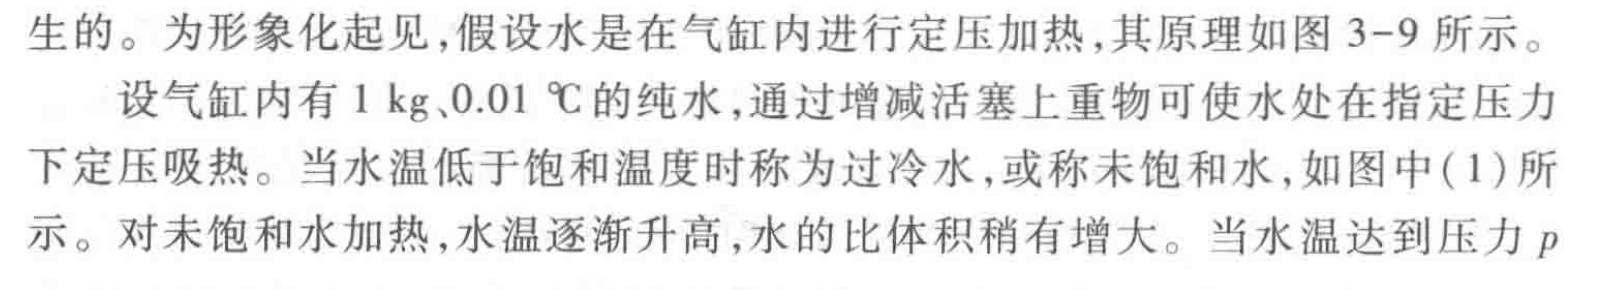 生的。为形象化起见,假设水是在气缸内进行定压加热,其原理如图 3-9 所示。
设气缸内有 1 kg、0.01 ℃的纯水,通过增减活塞上重物可使水处在指定压力
下定压吸热。当水温低于饱和温度时称为过冷水,或称未饱和水,如图中(1)所
示。对未饱和水加热,水温逐渐升高,水的比体积稍有增大。当水温达到压力 p